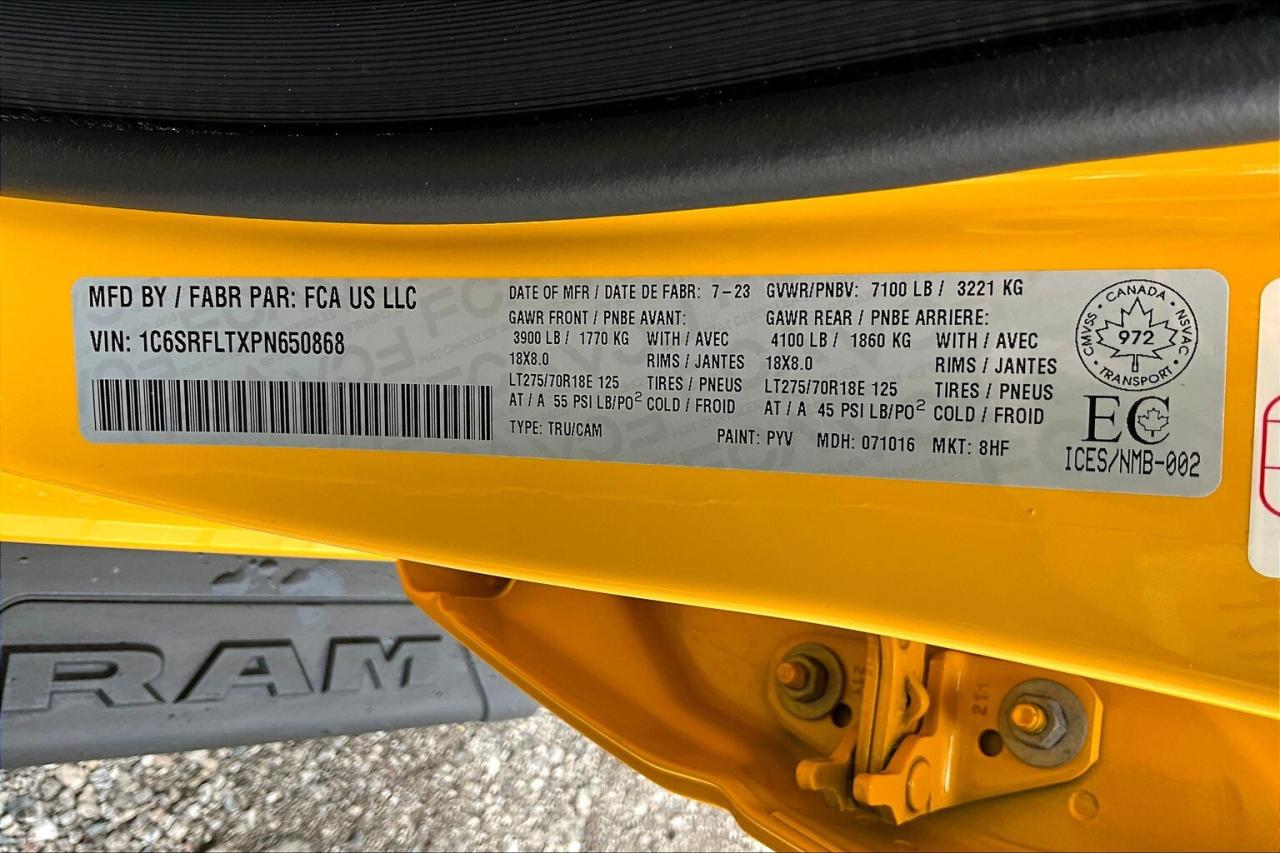 MFD BY / FABR PAR: FCA US LLC
VIN: 1C6SRFLTXPN650868
DATE OF MFR / DATE DE FABR: 7-23 GVWR/PNBV: 7100 LB / 3221 KG
GAWR FRONT / PNBE AVANT: GAWR REAR / PNBE ARRIERE:
3900 LB / 1770 KG WITH / AVEC 4100 LB / 1860 KG WITH / AVEC
18X8.0 RIMS / JANTES 18X8.0 RIMS / JANTES
LT275/70R18E 125 TIRES / PNEUS LT275/70R18E 125 TIRES / PNEUS
AT / A 55 PSI LB/PO² COLD / FROID AT / A 45 PSI LB/PO² COLD / FROID
TYPE: TRU/CAM PAINT: PYV MDH: 071016 MKT: 8HF
CMVSS • CANADA • NSVAC • TRANSPORT •
972
EC
ICES/NMB-002
RAM